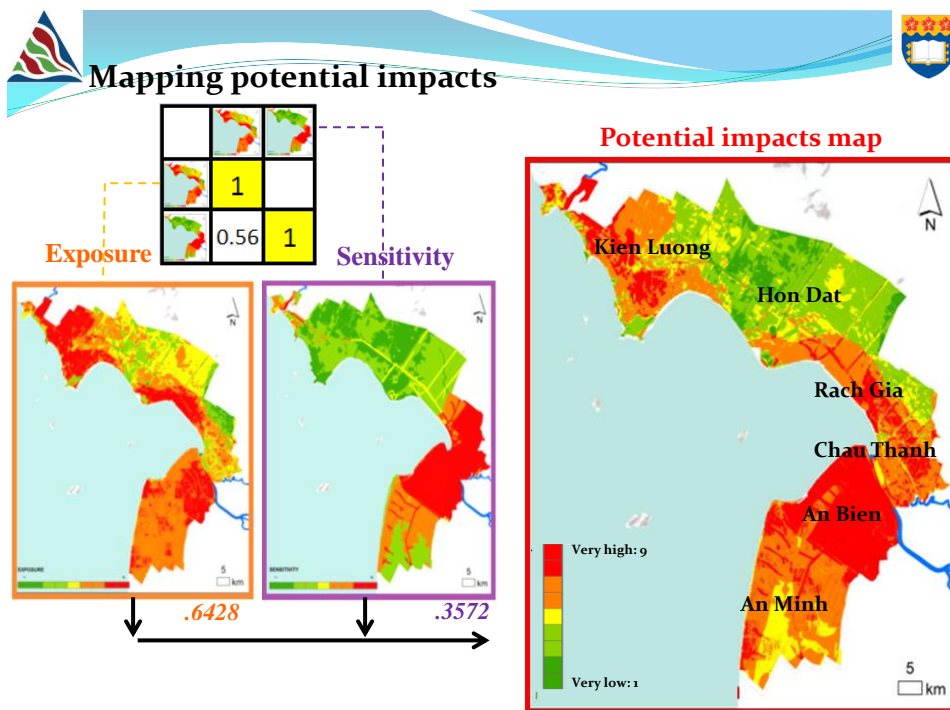 Mapping potential impacts
1
0.56
1
Exposure
Sensitivity
N
EXPOSURE
5
km
N
SENSITIVITY
5
km
.6428
.3572
Potential impacts map
N
Kien Luong
Hon Dat
Rach Gia
Chau Thanh
An Bien
An Minh
Very high: 9
Very low: 1
5
km